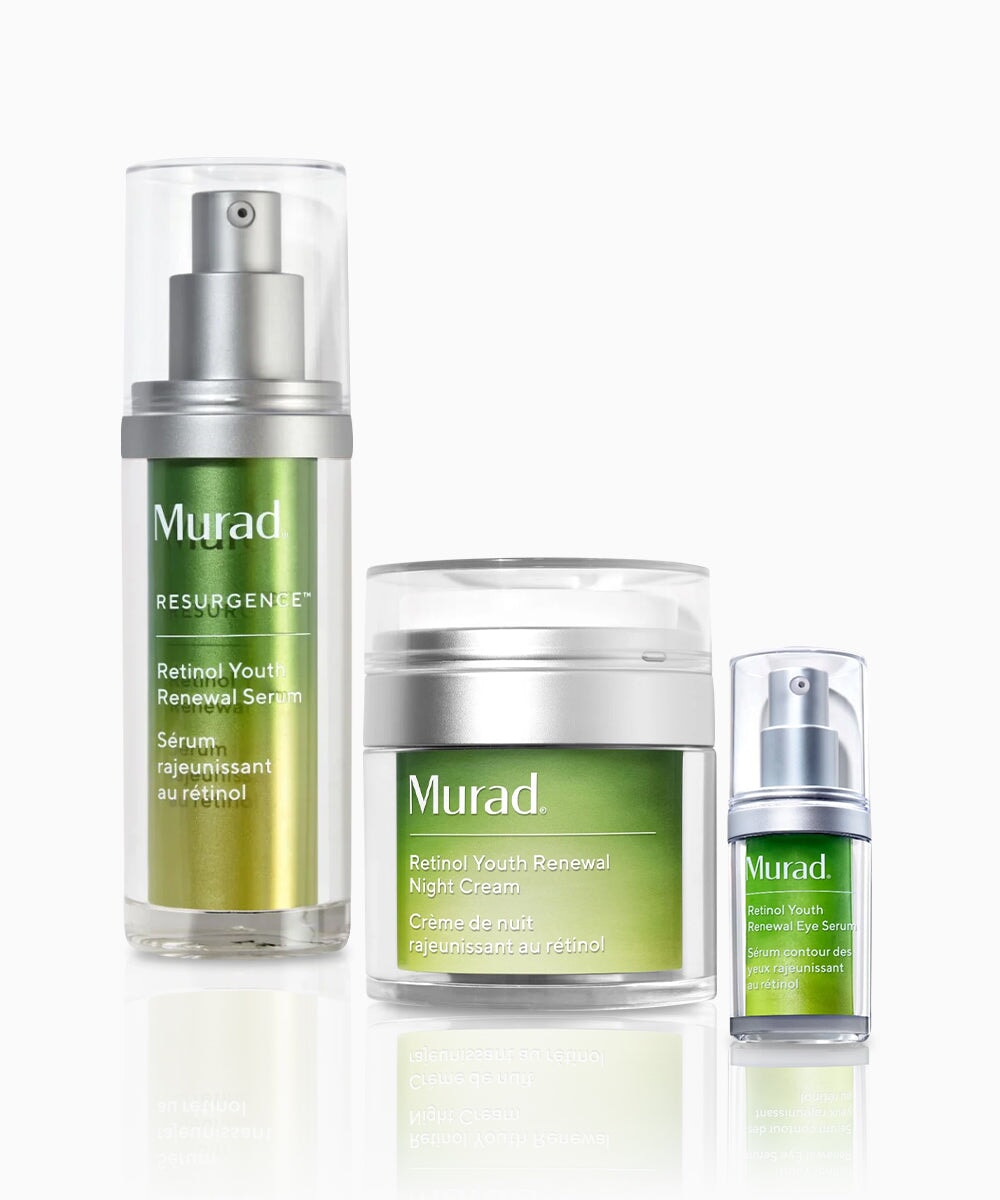 Murad®
RESURGENCE™
Retinol Youth
Renewal Serum
Sérum
rajeunissant
au rétinol
Murad®
Retinol Youth Renewal
Night Cream
Crème de nuit
rajeunissant au rétinol
Murad®
Retinol Youth
Renewal Eye Serum
Sérum contour des
yeux rajeunissant
au rétinol